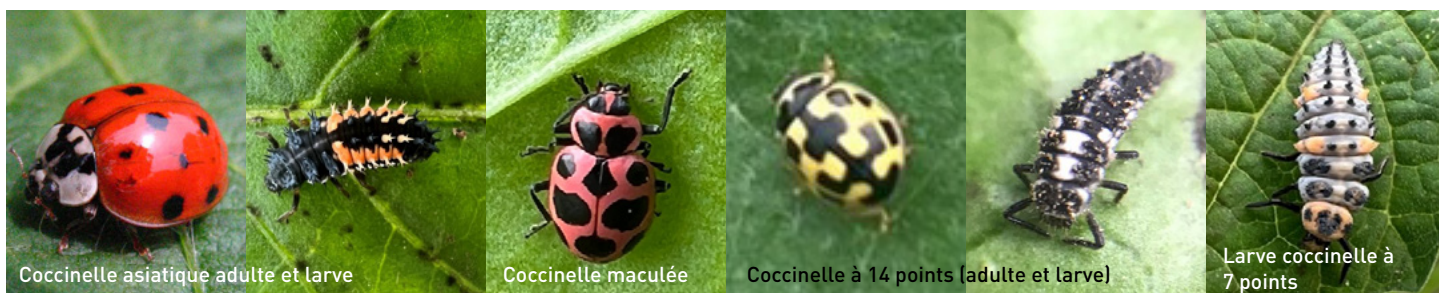 Coccinelle asiatique adulte et larve
Coccinelle maculée
Coccinelle à 14 points (adulte et larve)
Larve coccinelle à
7 points